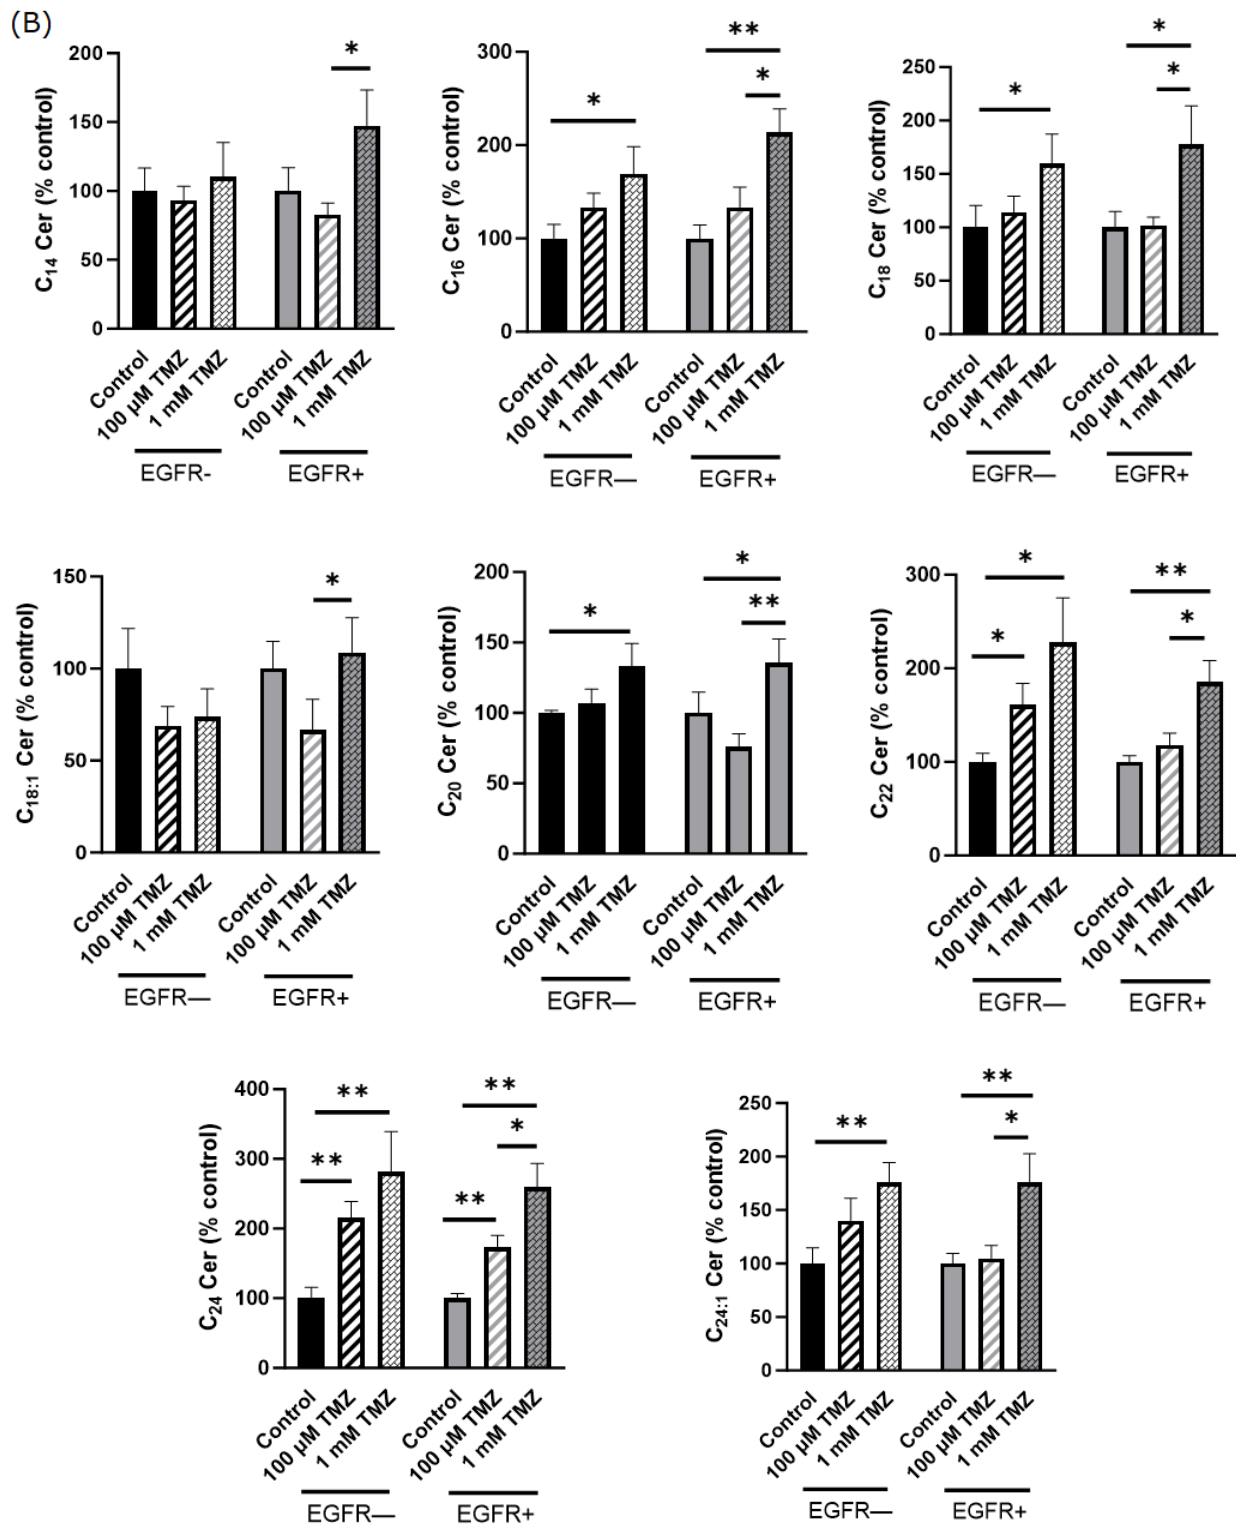 (B)
C14 Cer (% control)
200
150
100
50
0
*
Control
100 µM TMZ
1 mM TMZ
Control
100 µM TMZ
1 mM TMZ
EGFR-
EGFR+
C16 Cer (% control)
300
200
100
0
*
**
*
Control
100 µM TMZ
1 mM TMZ
Control
100 µM TMZ
1 mM TMZ
EGFR—
EGFR+
C18 Cer (% control)
250
200
150
100
50
0
*
*
*
Control
100 µM TMZ
1 mM TMZ
Control
100 µM TMZ
1 mM TMZ
EGFR—
EGFR+
C18:1 Cer (% control)
150
100
50
0
*
Control
100 µM TMZ
1 mM TMZ
Control
100 µM TMZ
1 mM TMZ
EGFR—
EGFR+
C20 Cer (% control)
200
150
100
50
0
*
*
**
Control
100 µM TMZ
1 mM TMZ
Control
100 µM TMZ
1 mM TMZ
EGFR—
EGFR+
C22 Cer (% control)
300
200
100
0
*
*
**
*
Control
100 µM TMZ
1 mM TMZ
Control
100 µM TMZ
1 mM TMZ
EGFR—
EGFR+
C24 Cer (% control)
400
300
200
100
0
**
**
**
*
**
Control
100 µM TMZ
1 mM TMZ
Control
100 µM TMZ
1 mM TMZ
EGFR—
EGFR+
C24:1 Cer (% control)
250
200
150
100
50
0
**
**
*
Control
100 µM TMZ
1 mM TMZ
Control
100 µM TMZ
1 mM TMZ
EGFR—
EGFR+